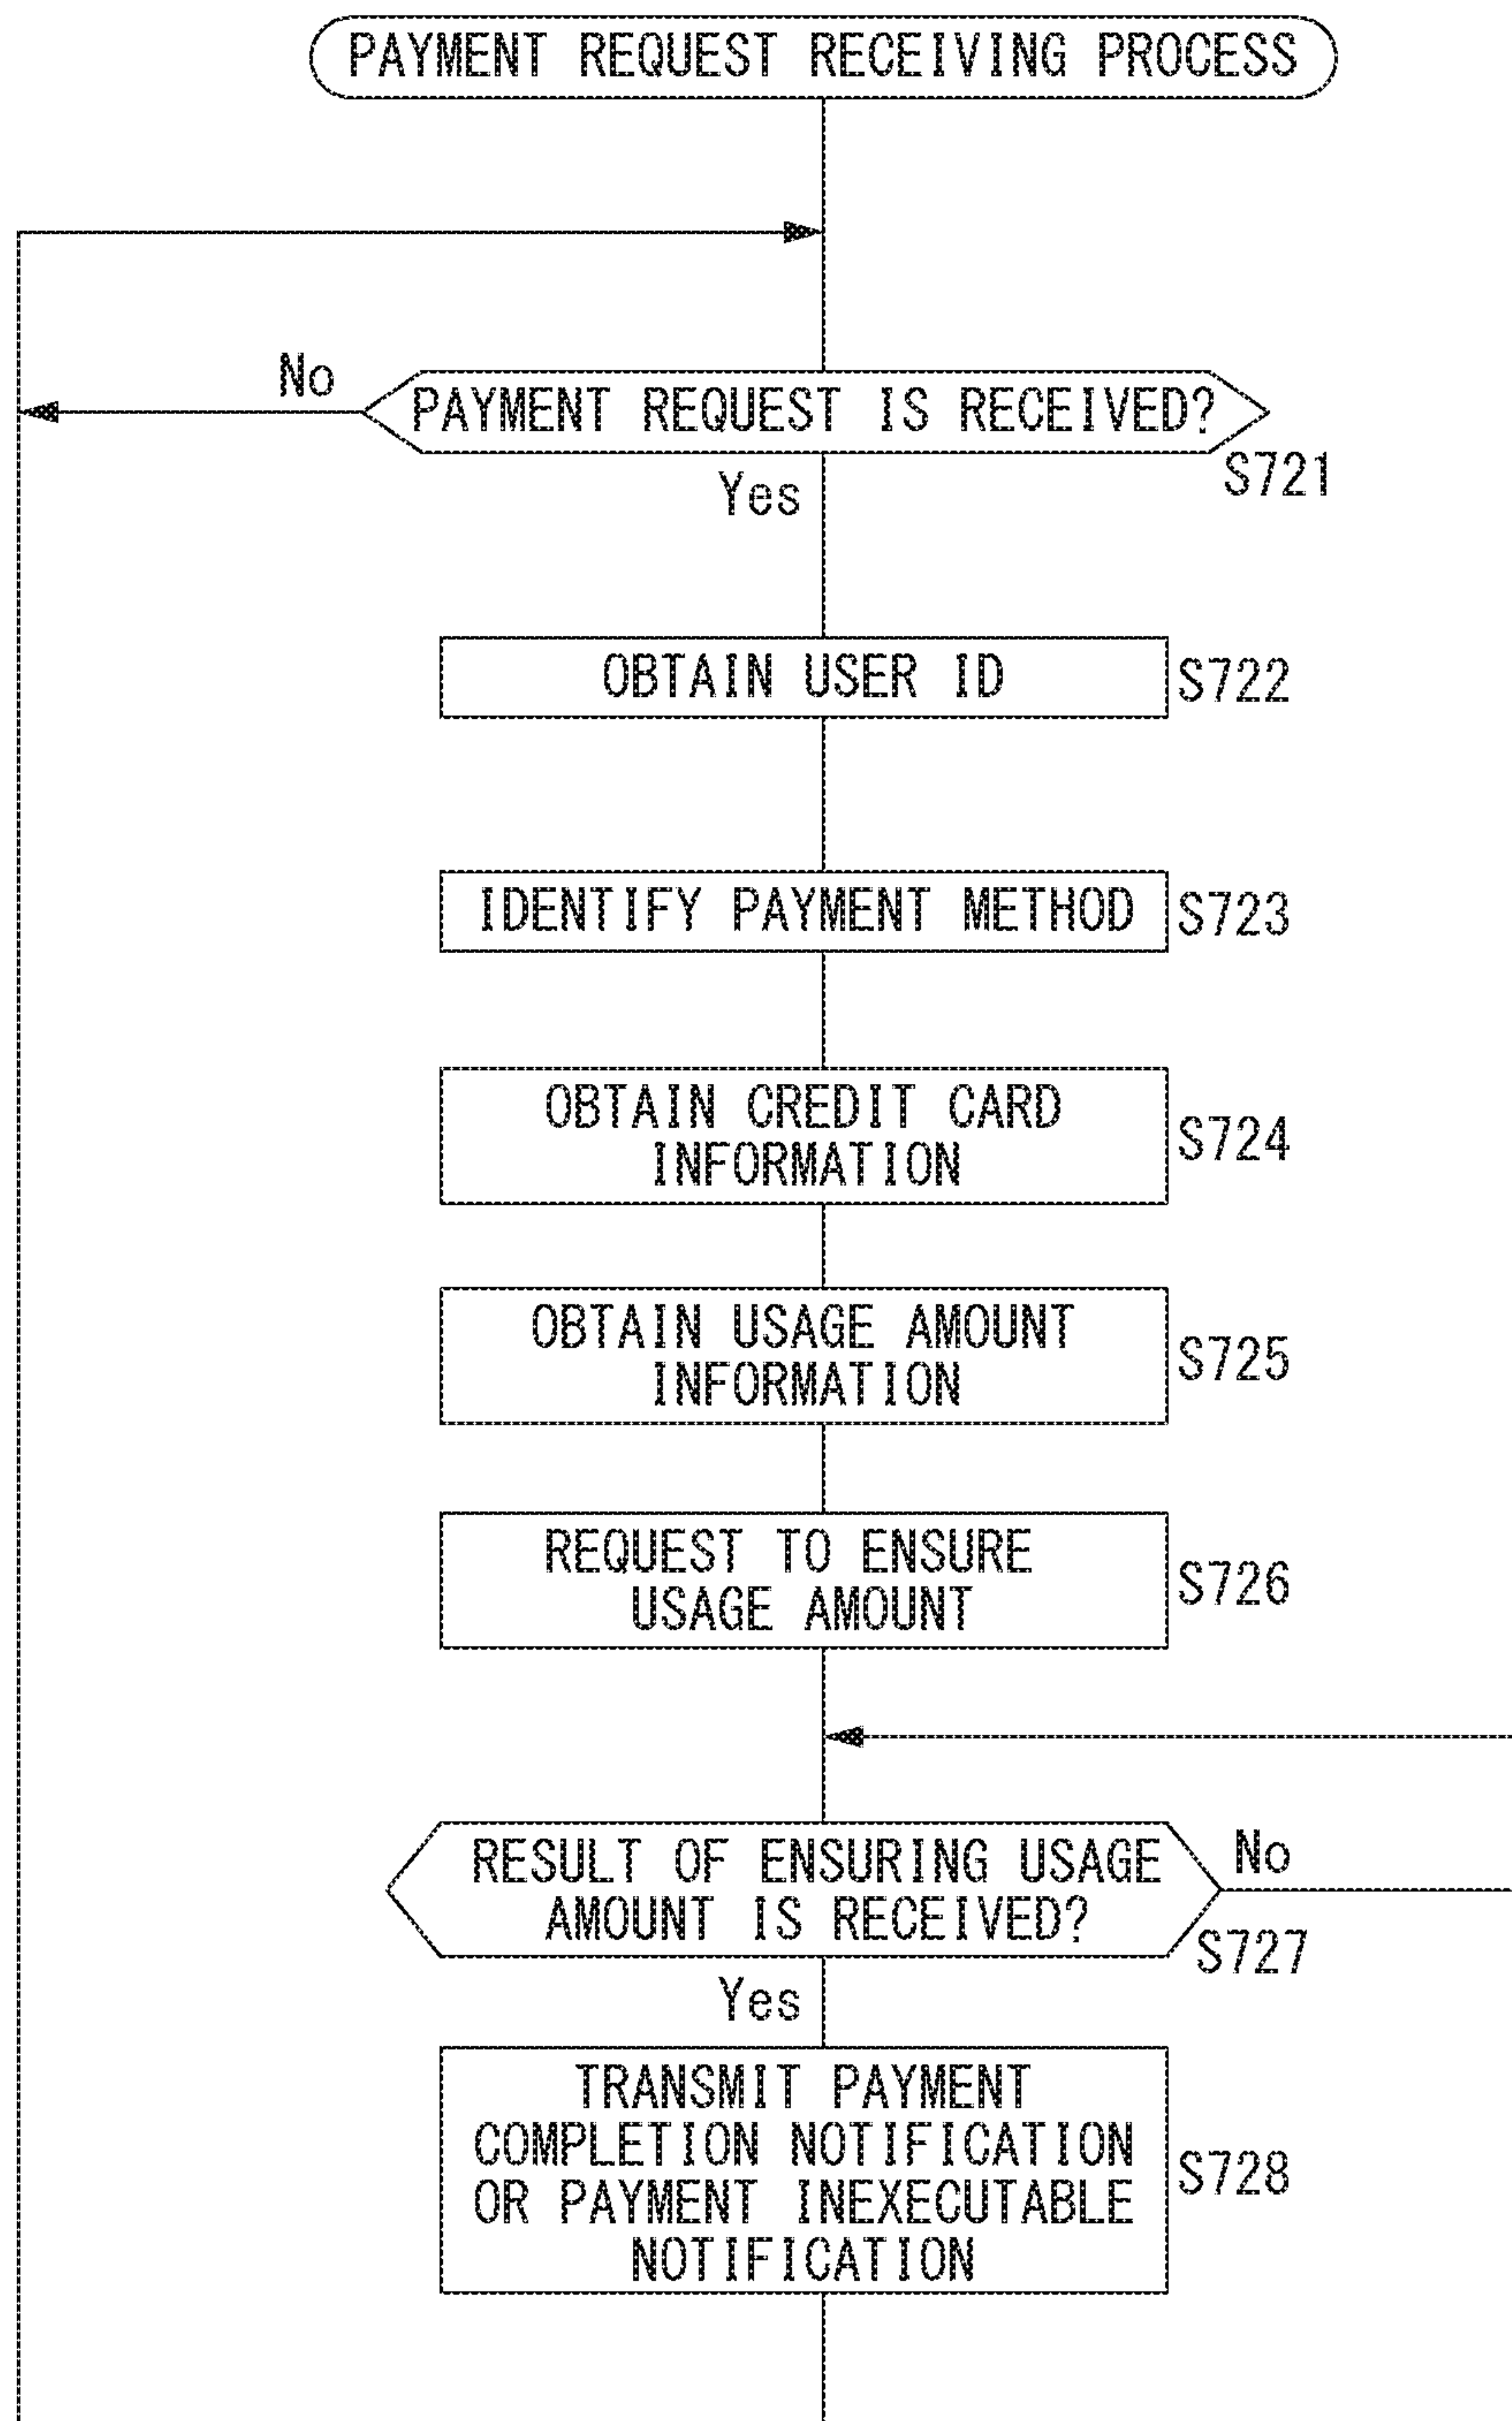 PAYMENT REQUEST RECEIVING PROCESS
No
PAYMENT REQUEST IS RECEIVED?
S721
Yes
OBTAIN USER ID
S722
IDENTIFY PAYMENT METHOD
S723
OBTAIN CREDIT CARD
INFORMATION
S724
OBTAIN USAGE AMOUNT
INFORMATION
S725
REQUEST TO ENSURE
USAGE AMOUNT
S726
RESULT OF ENSURING USAGE
AMOUNT IS RECEIVED?
No
S727
Yes
TRANSMIT PAYMENT
COMPLETION NOTIFICATION
OR PAYMENT INEXECUTABLE
NOTIFICATION
S728